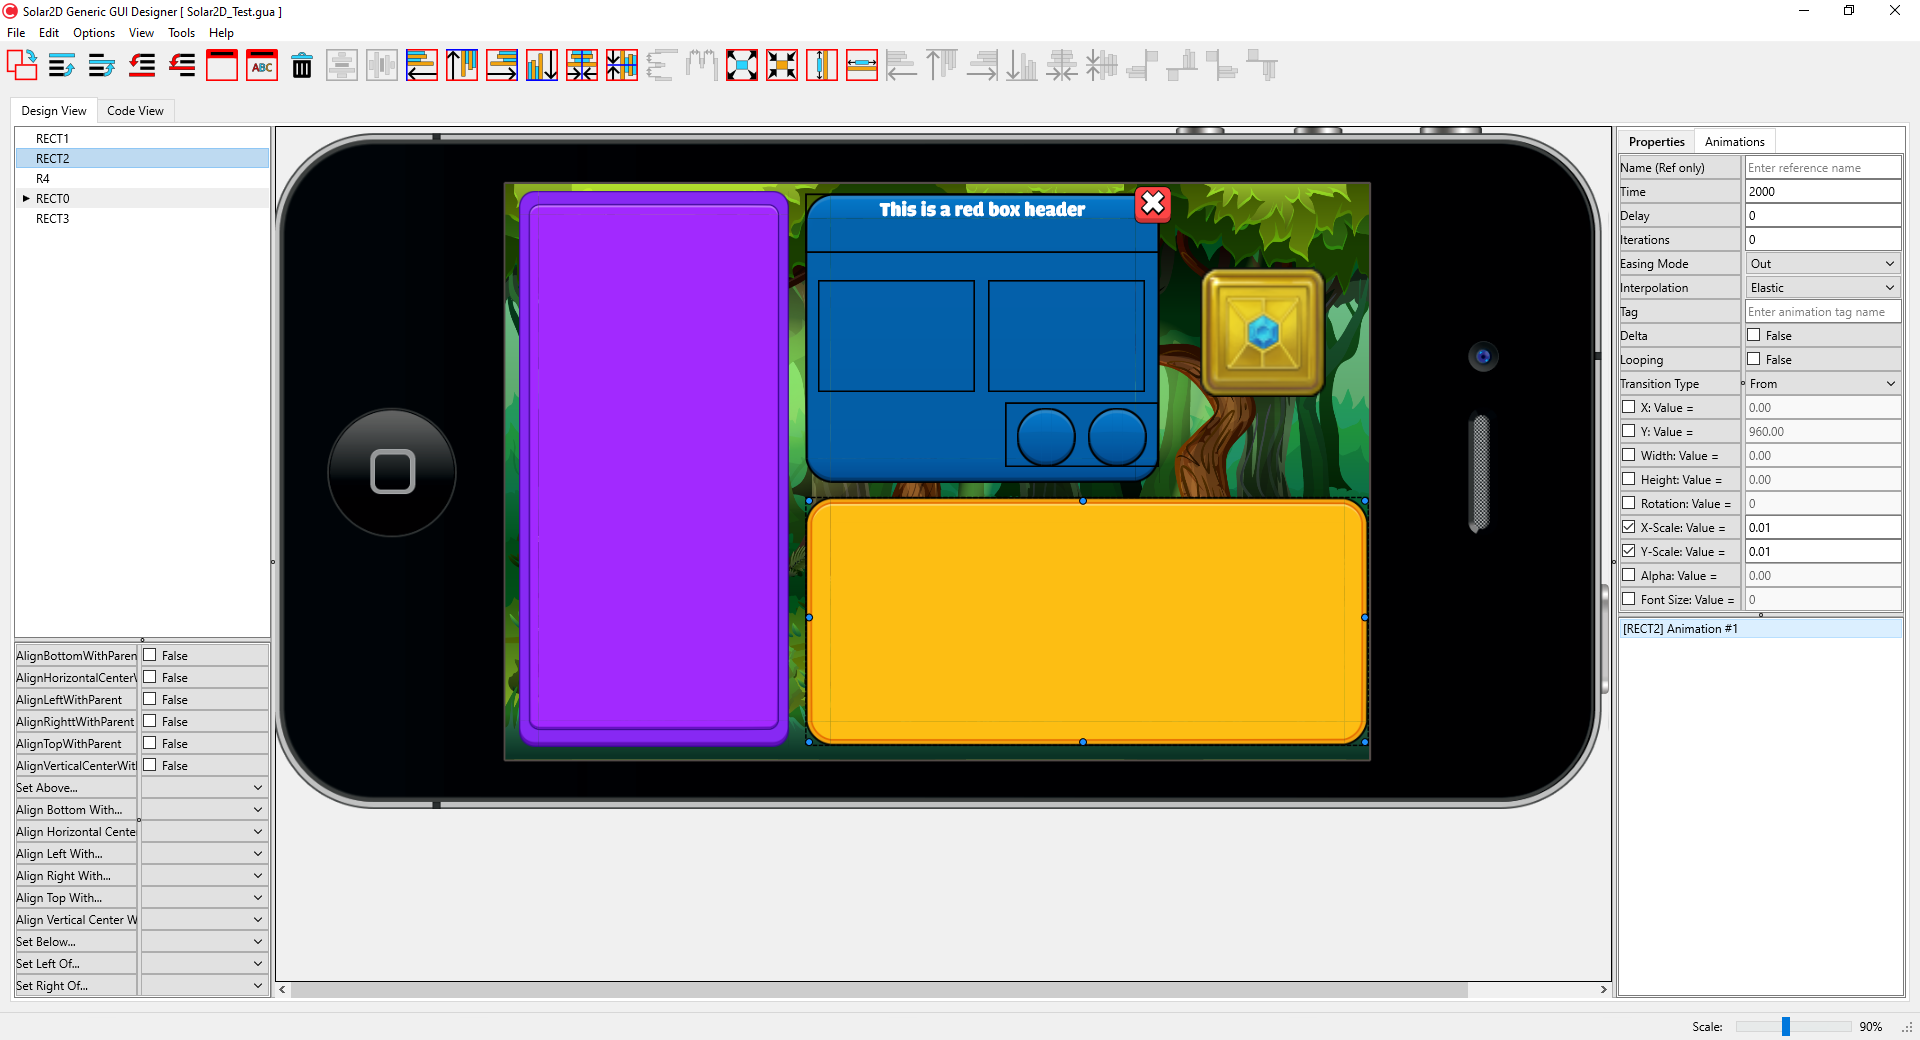 Solar2D Generic GUI Designer [ Solar2D_Test.gua ]
File Edit Options View Tools Help
ABC
Design View Code View
RECT1
RECT2
R4
RECT0
RECT3
AlignBottomWithParen False
AlignHorizontalCenterW False
AlignLeftWithParent False
AlignRighttWithParent False
AlignTopWithParent False
AlignVerticalCenterWit False
Set Above...
Align Bottom With...
Align Horizontal Cente
Align Left With...
Align Right With...
Align Top With...
Align Vertical Center W
Set Below...
Set Left Of...
Set Right Of...
This is a red box header
Properties Animations
Name (Ref only) Enter reference name
Time 2000
Delay 0
Iterations 0
Easing Mode Out
Interpolation Elastic
Tag Enter animation tag name
Delta False
Looping False
Transition Type From
X: Value = 0.00
Y: Value = 960.00
Width: Value = 0.00
Height: Value = 0.00
Rotation: Value = 0
X-Scale: Value = 0.01
Y-Scale: Value = 0.01
Alpha: Value = 0.00
Font Size: Value = 0
[RECT2] Animation #1
Scale: 90%